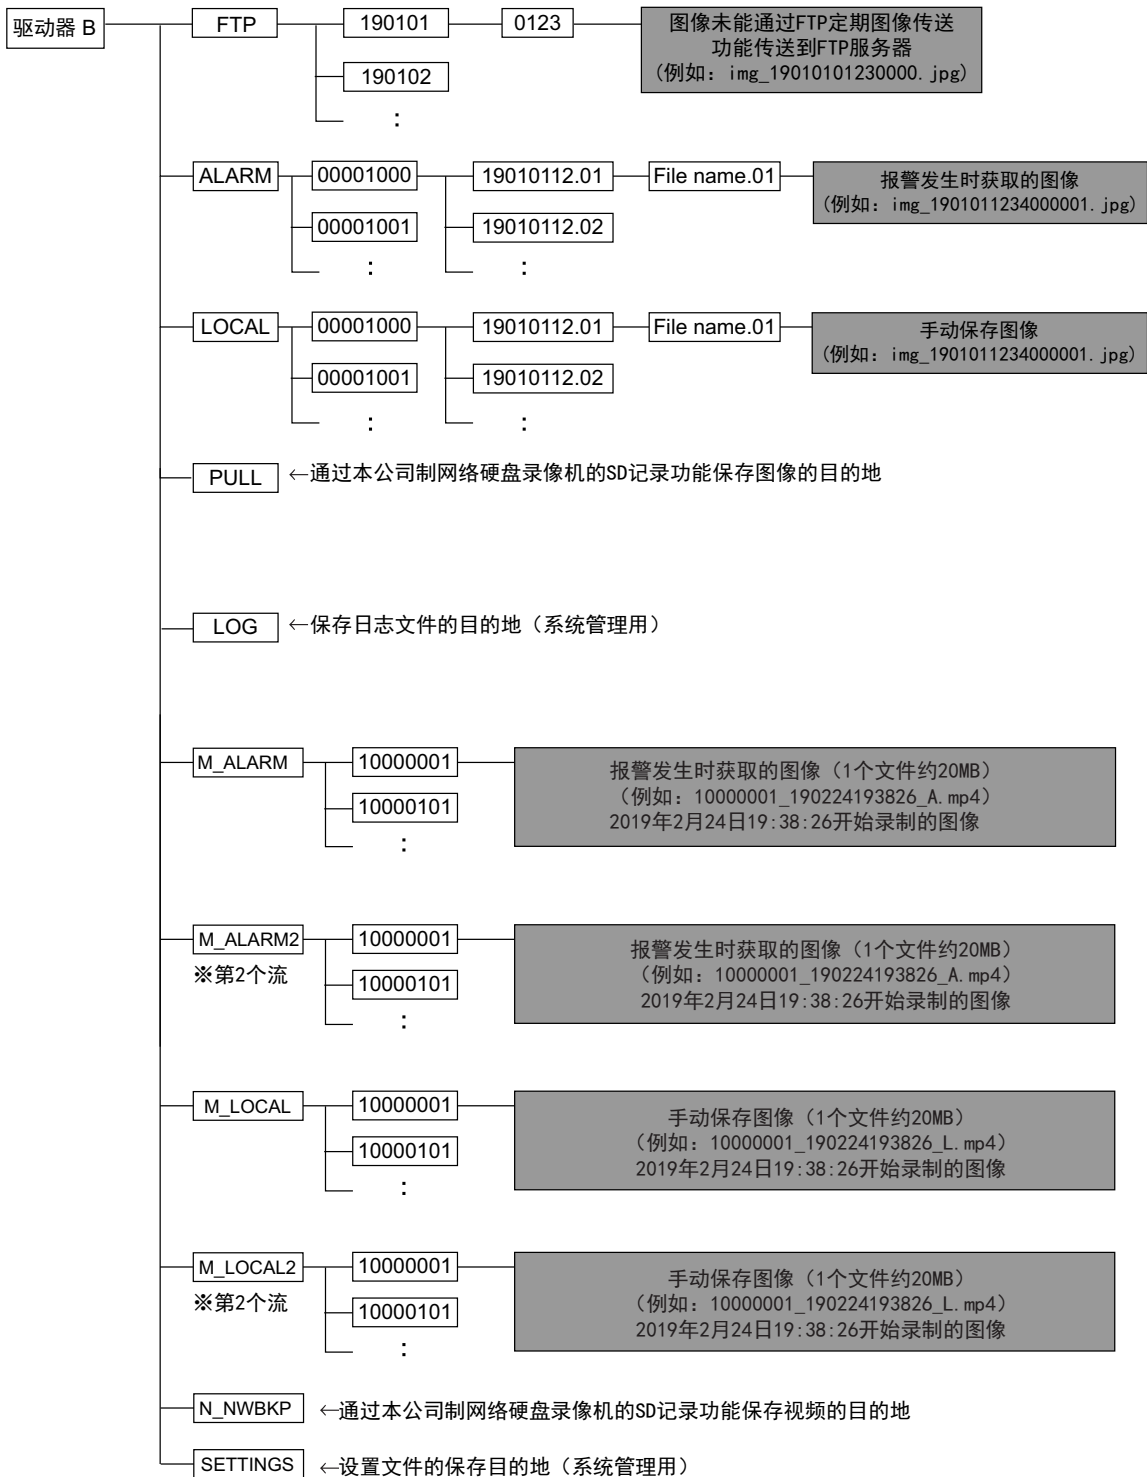 驱动器 B
FTP
190101
0123
图像未能通过FTP定期图像传送
功能传送到FTP服务器
(例如: img_19010101230000.jpg)
190102
:
ALARM
00001000
19010112.01
File name.01
报警发生时获取的图像
(例如: img_1901011234000001.jpg)
00001001
19010112.02
:
:
LOCAL
00001000
19010112.01
File name.01
手动保存图像
(例如: img_1901011234000001.jpg)
00001001
19010112.02
:
:
PULL
←通过本公司制网络硬盘录像机的SD记录功能保存图像的目的地
LOG
←保存日志文件的目的地（系统管理用）
M_ALARM
10000001
报警发生时获取的图像（1个文件约20MB）
（例如: 10000001_190224193826_A.mp4）
2019年2月24日19:38:26开始录制的图像
10000101
:
M_ALARM2
※第2个流
10000001
报警发生时获取的图像（1个文件约20MB）
（例如: 10000001_190224193826_A.mp4）
2019年2月24日19:38:26开始录制的图像
10000101
:
M_LOCAL
10000001
手动保存图像（1个文件约20MB）
（例如: 10000001_190224193826_L.mp4）
2019年2月24日19:38:26开始录制的图像
10000101
:
M_LOCAL2
※第2个流
10000001
手动保存图像（1个文件约20MB）
（例如: 10000001_190224193826_L.mp4）
2019年2月24日19:38:26开始录制的图像
10000101
:
N_NWBKP
←通过本公司制网络硬盘录像机的SD记录功能保存视频的目的地
SETTINGS
←设置文件的保存目的地（系统管理用）